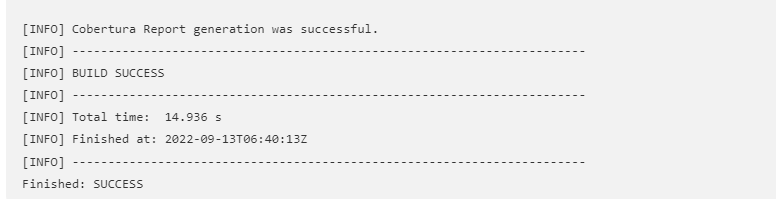 [INFO] Cobertura Report generation was successful.
[INFO] ------------------------------------------------------------------------
[INFO] BUILD SUCCESS
[INFO] ------------------------------------------------------------------------
[INFO] Total time:  14.936 s
[INFO] Finished at: 2022-09-13T06:40:13Z
[INFO] ------------------------------------------------------------------------
Finished: SUCCESS